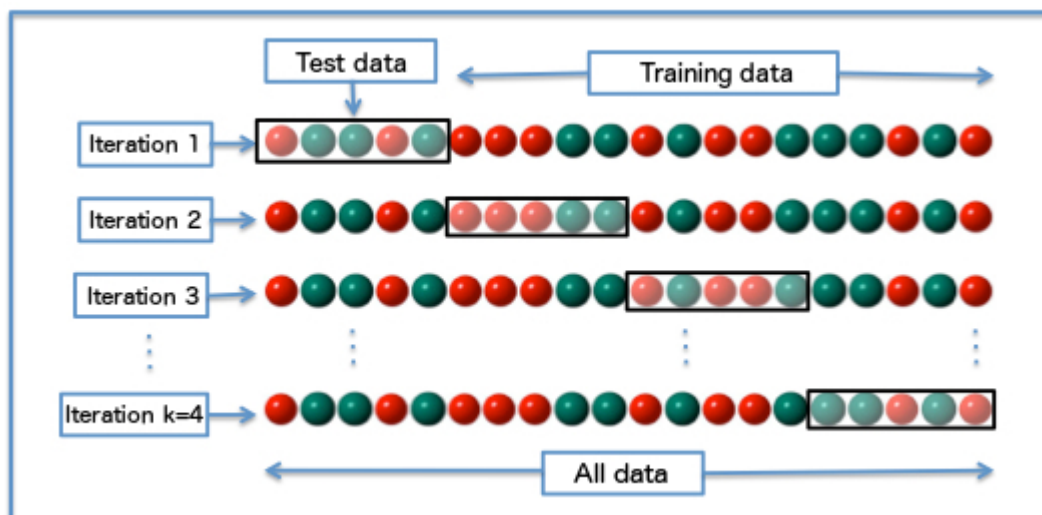 Test data
Training data
Iteration 1
Iteration 2
Iteration 3
Iteration k=4
All data